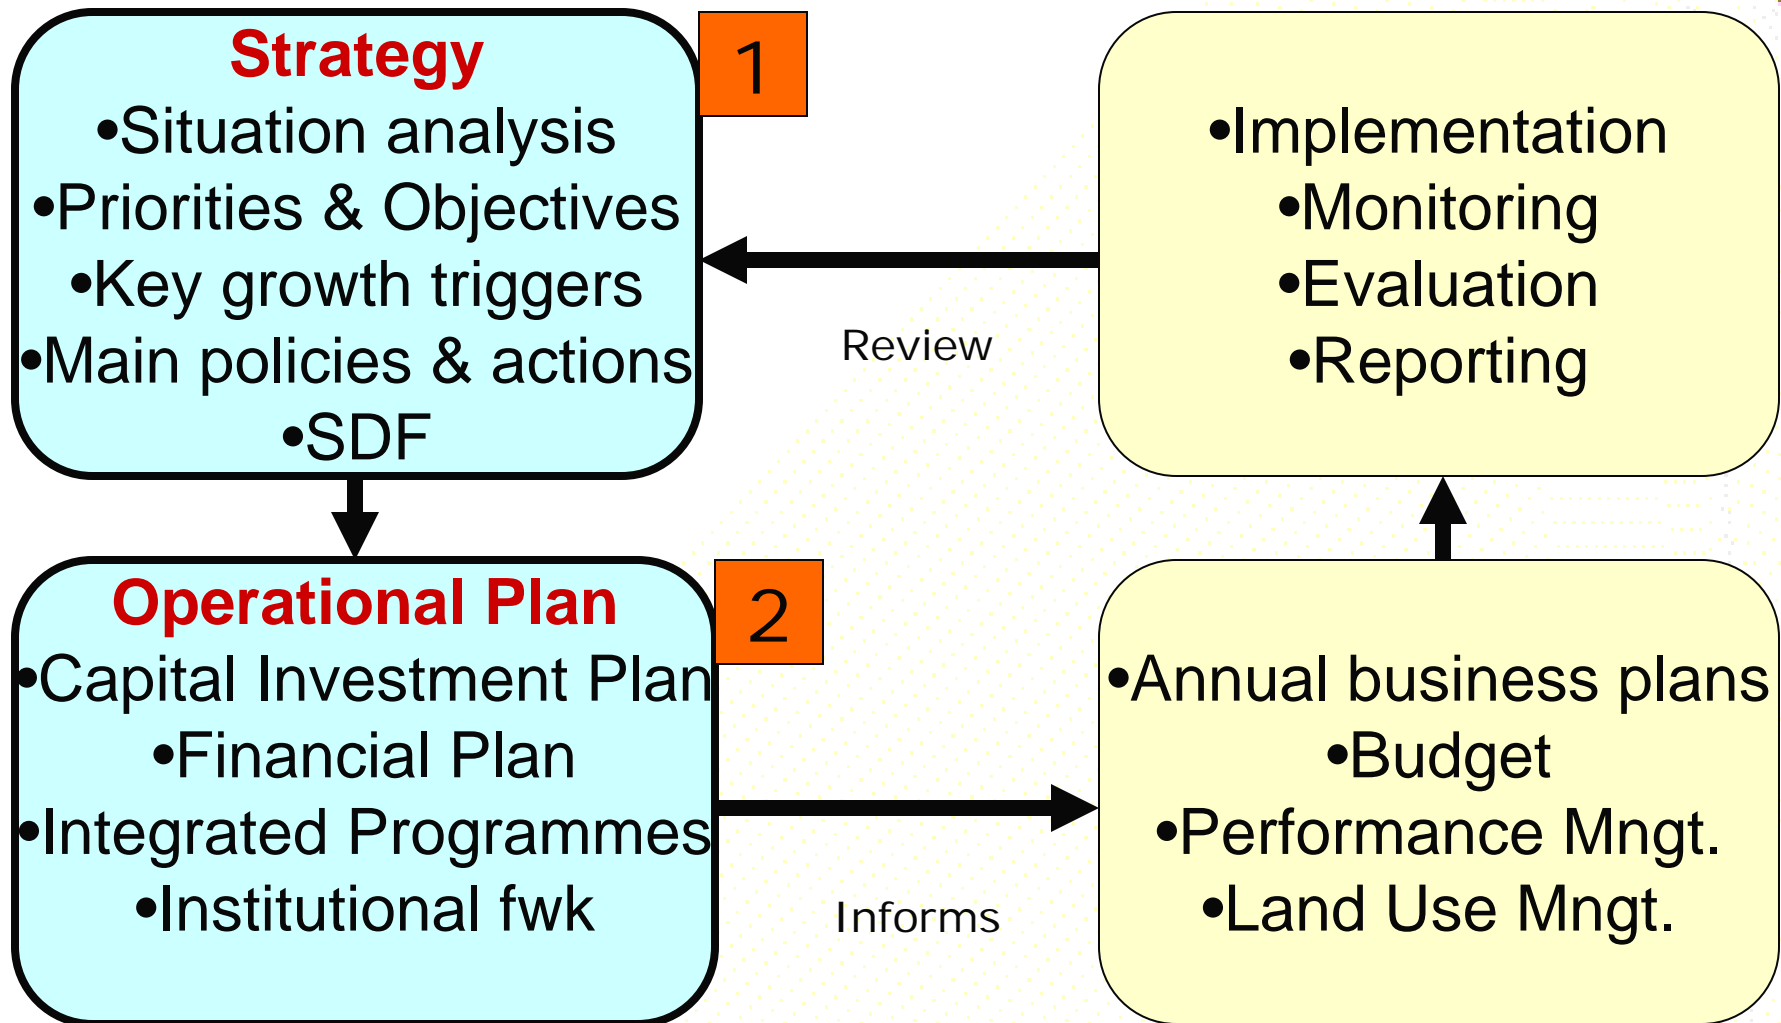 Strategy
•Situation analysis
•Priorities & Objectives
•Key growth triggers
•Main policies & actions
•SDF
1
•Implementation
•Monitoring
•Evaluation
•Reporting
Review
Operational Plan
•Capital Investment Plan
•Financial Plan
•Integrated Programmes
•Institutional fwk
2
Informs
•Annual business plans
•Budget
•Performance Mngt.
•Land Use Mngt.